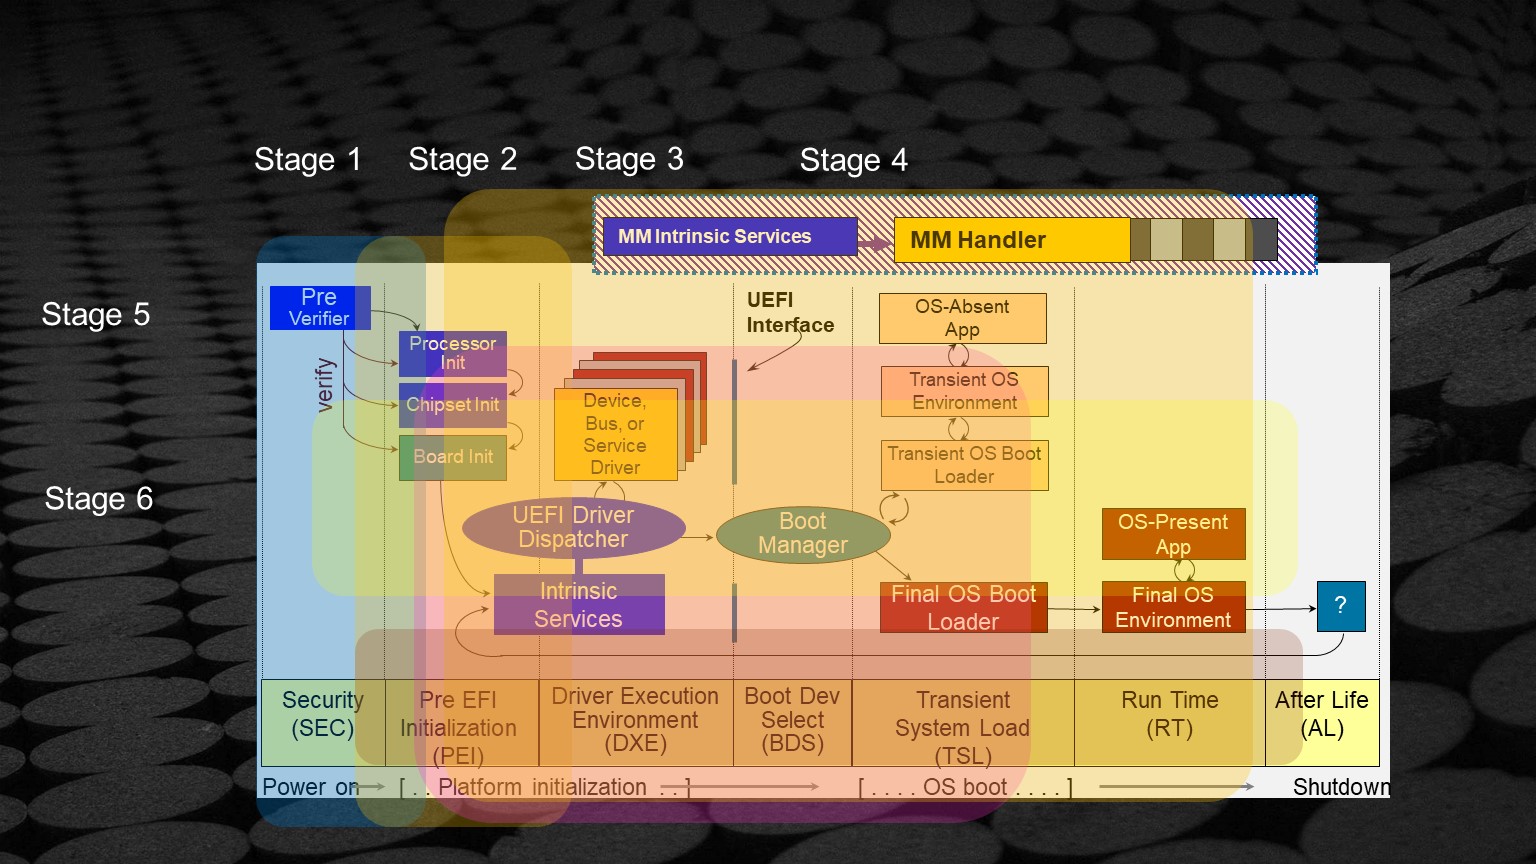 Stage 1
Stage 2
Stage 3
Stage 4
Stage 5
Stage 6
MM Intrinsic Services
MM Handler
Pre
Verifier
verify
Processor
Init
Chipset Init
Board Init
Device,
Bus, or
Service
Driver
UEFI
Interface
OS-Absent
App
Transient OS
Environment
Transient OS Boot
Loader
UEFI Driver
Dispatcher
Boot
Manager
Intrinsic
Services
Final OS Boot
Loader
OS-Present
App
Final OS
Environment
?
Security
(SEC)
Pre EFI
Initialization
(PEI)
Driver Execution
Environment
(DXE)
Boot Dev
Select
(BDS)
Transient
System Load
(TSL)
Run Time
(RT)
After Life
(AL)
Power on
[ . . Platform initialization . . ]
[ . . . . OS boot . . . . ]
Shutdown